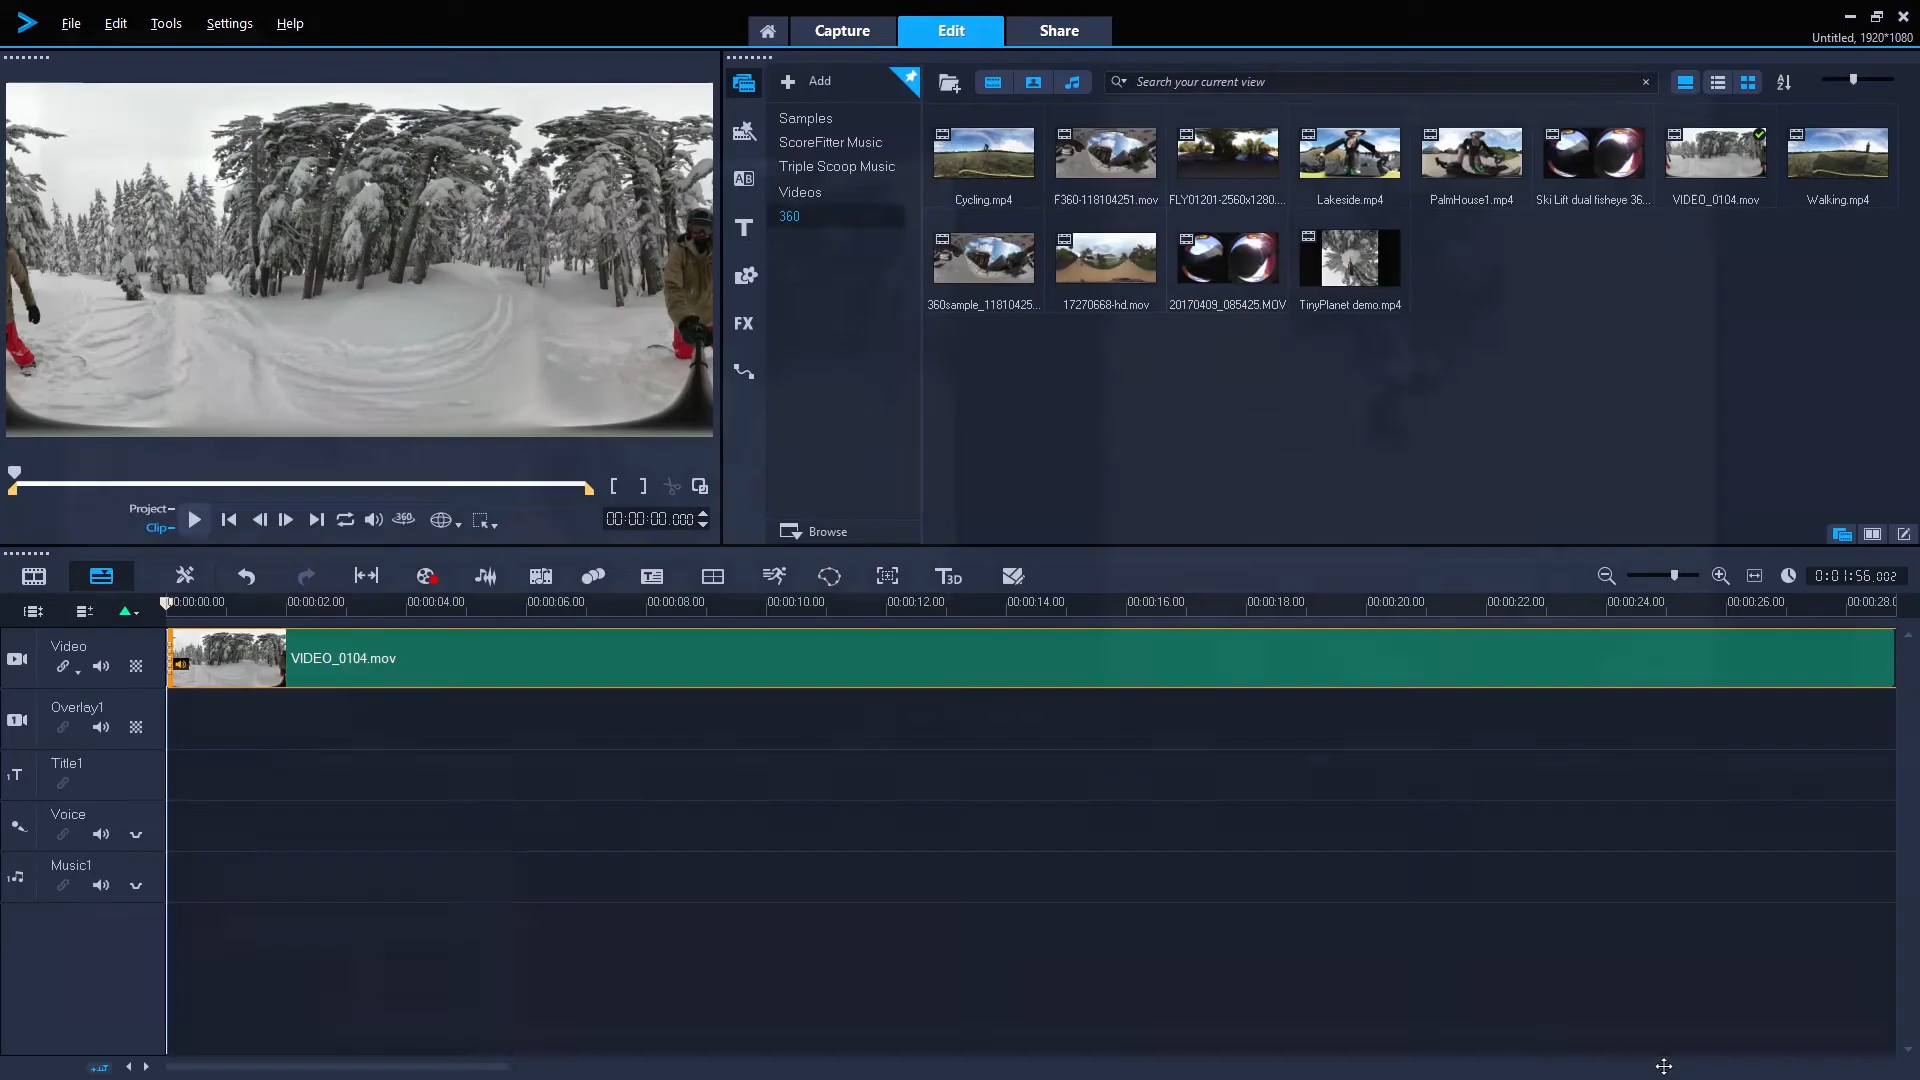 File Edit Tools Settings Help
Capture Edit Share
Untitled, 1920*1080
Add
Search your current view
Samples
ScoreFitter Music
Triple Scoop Music
Videos
360
Cycling.mp4 F360-118104251.mov FLY01201-2560x1280.... Lakeside.mp4 PalmHouse1.mp4 Ski Lift dual fisheye 36... VIDEO_0104.mov Walking.mp4
360sample_11810425... 17270668-hd.mov 20170409_085425.MOV TinyPlanet demo.mp4
AB
T
FX
Browse
Project
Clip
360
00:00:00.000
T3D
0:01:56.002
00:00:00.00 00:00:02.00 00:00:04.00 00:00:06.00 00:00:08.00 00:00:10.00 00:00:12.00 00:00:14.00 00:00:16.00 00:00:18.00 00:00:20.00 00:00:22.00 00:00:24.00 00:00:26.00 00:00:28.0
Video
VIDEO_0104.mov
Overlay1
1
Title1
1T
Voice
Music1
1